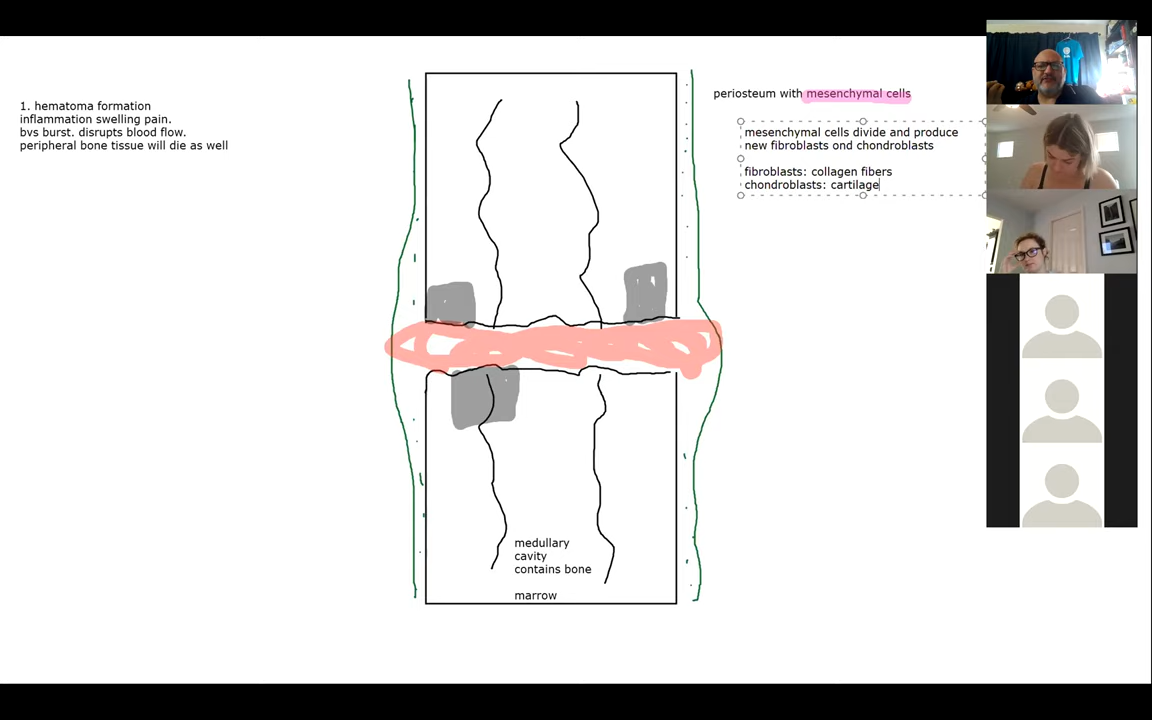 1. hematoma formation
inflammation swelling pain.
bvs burst. disrupts blood flow.
peripheral bone tissue will die as well
periosteum with mesenchymal cells
mesenchymal cells divide and produce
new fibroblasts ond chondroblasts
fibroblasts: collagen fibers
chondroblasts: cartilage
medullary
cavity
contains bone
marrow